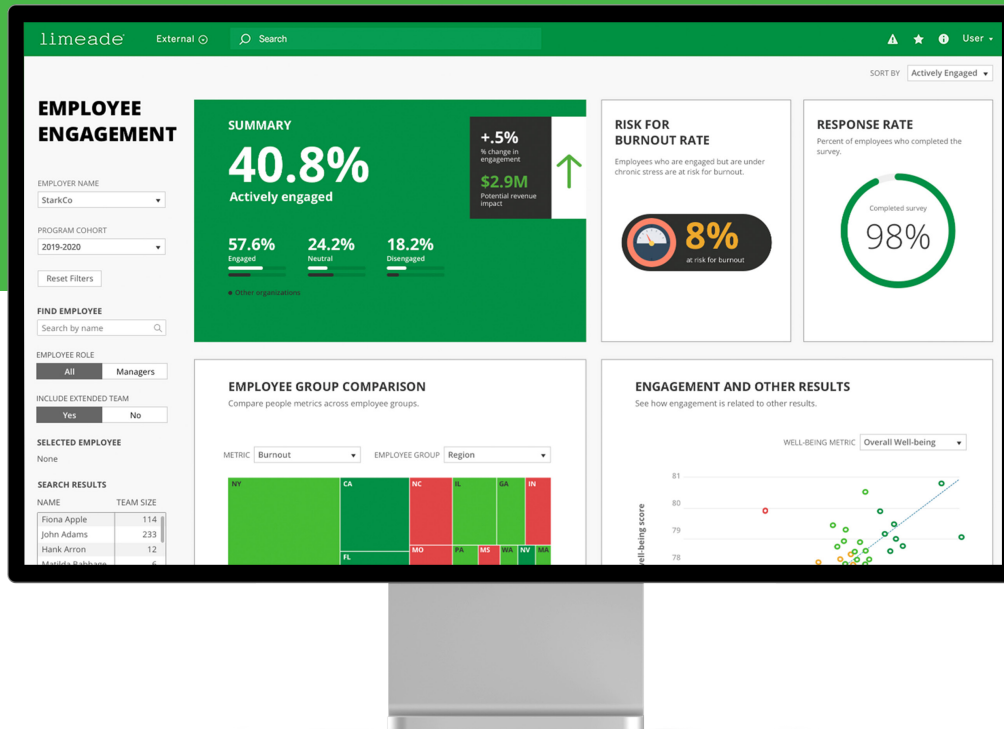 limeade
External
Search
User
SORT BY Actively Engaged
EMPLOYEE
ENGAGEMENT
EMPLOYER NAME
StarkCo
PROGRAM COHORT
2019-2020
Reset Filters
FIND EMPLOYEE
Search by name
EMPLOYEE ROLE
All Managers
INCLUDE EXTENDED TEAM
Yes No
SELECTED EMPLOYEE
None
SEARCH RESULTS
NAME TEAM SIZE
Fiona Apple 114
John Adams 233
Hank Arron 12
Matilda Babbage 6
SUMMARY
40.8%
Actively engaged
+.5%
% change in
engagement
$2.9M
Potential revenue
impact
57.6% 24.2% 18.2%
Engaged Neutral Disengaged
Other organizations
RISK FOR
BURNOUT RATE
Employees who are engaged but are under
chronic stress are at risk for burnout.
8%
at risk for burnout
RESPONSE RATE
Percent of employees who completed the
survey.
Completed survey
98%
EMPLOYEE GROUP COMPARISON
Compare people metrics across employee groups.
METRIC Burnout EMPLOYEE GROUP Region
NY CA NC IL GA IN
FL MO PA MS WA NV MA
ENGAGEMENT AND OTHER RESULTS
See how engagement is related to other results.
WELL-BEING METRIC Overall Well-being
81
80
79
78
well-being score